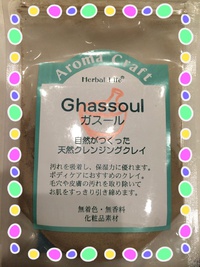 Aroma Craft
Herbal Life®
Ghassoul
ガスール
自然がつくった
天然クレンジングクレイ
汚れを吸着し、保湿力に優れます。
ボディケアにおすすめのクレイ。
毛穴や皮膚の汚れを取り除いて
お肌をすっきり引き締めます。
無着色・無香料
化粧品素材